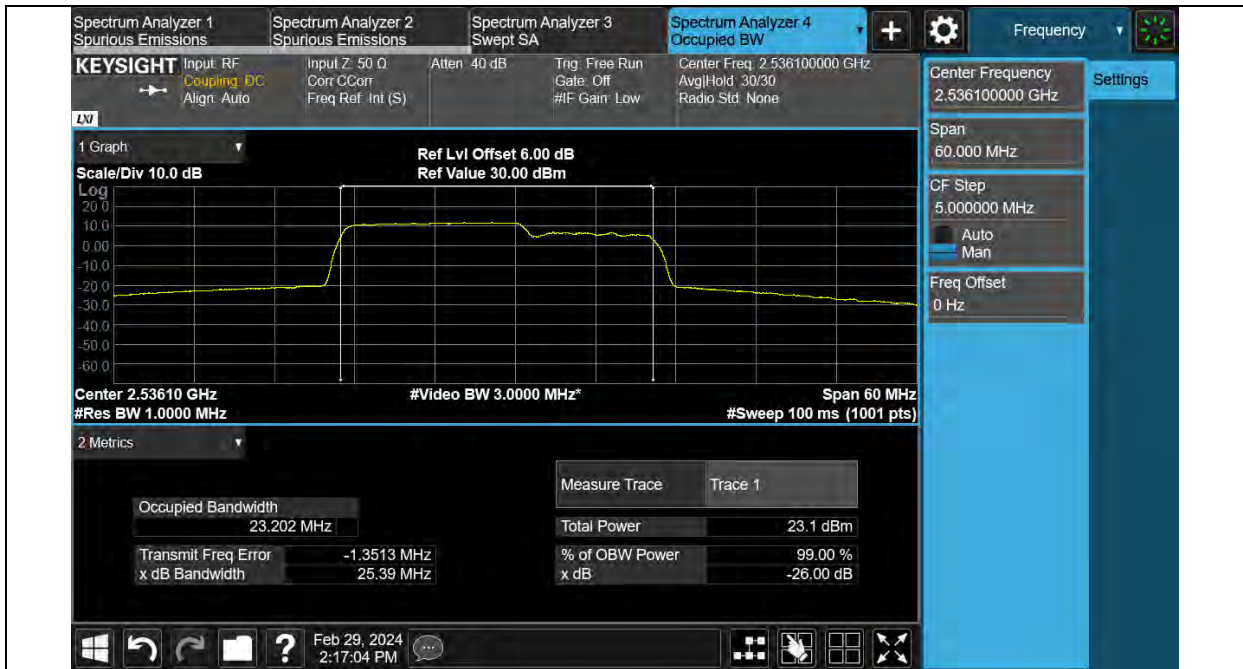 Spectrum Analyzer 1
Spurious Emissions
Spectrum Analyzer 2
Spurious Emissions
Spectrum Analyzer 3
Swept SA
Spectrum Analyzer 4
Occupied BW
Frequency
KEYSIGHT
LXI
Input: RF
Coupling: DC
Align: Auto
Input Z: 50 Ω
Corr CCorr
Freq Ref: Int (S)
Atten: 40 dB
Trig: Free Run
Gate: Off
#IF Gain: Low
Center Freq: 2.536100000 GHz
Avg|Hold: 30/30
Radio Std: None
Center Frequency
2.536100000 GHz
Settings
Span
60.000 MHz
CF Step
5.000000 MHz
Auto
Man
Freq Offset
0 Hz
1 Graph
Scale/Div 10.0 dB
Ref Lvl Offset 6.00 dB
Ref Value 30.00 dBm
Log
20.0
10.0
0.00
-10.0
-20.0
-30.0
-40.0
-50.0
-60.0
Center 2.53610 GHz
#Video BW 3.0000 MHz*
Span 60 MHz
#Res BW 1.0000 MHz
#Sweep 100 ms (1001 pts)
2 Metrics
Measure Trace
Trace 1
Occupied Bandwidth
23.202 MHz
Total Power
23.1 dBm
Transmit Freq Error
-1.3513 MHz
% of OBW Power
99.00 %
x dB Bandwidth
25.39 MHz
x dB
-26.00 dB
?
Feb 29, 2024
2:17:04 PM